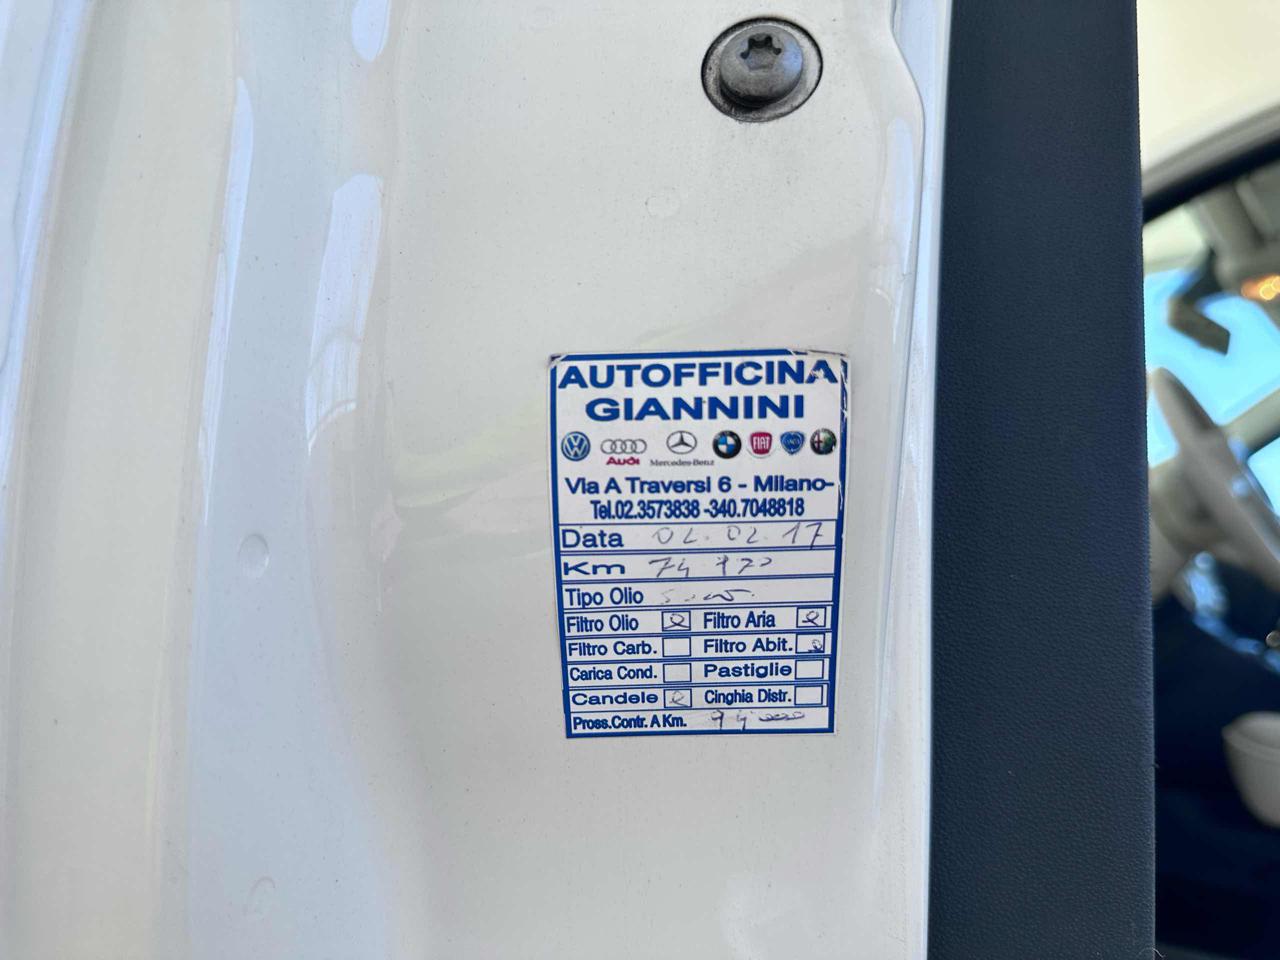 AUTOFFICINA
GIANNINI
Audi Mercedes-Benz FIAT
Via A Traversi 6 - Milano-
Tel.02.3573838 -340.7048818
Data 02.02.17
Km
Tipo Olio
Filtro Olio Filtro Aria
Filtro Carb. Filtro Abit.
Carica Cond. Pastiglie
Candele Cinghia Distr.
Pross.Contr. A Km. 94000